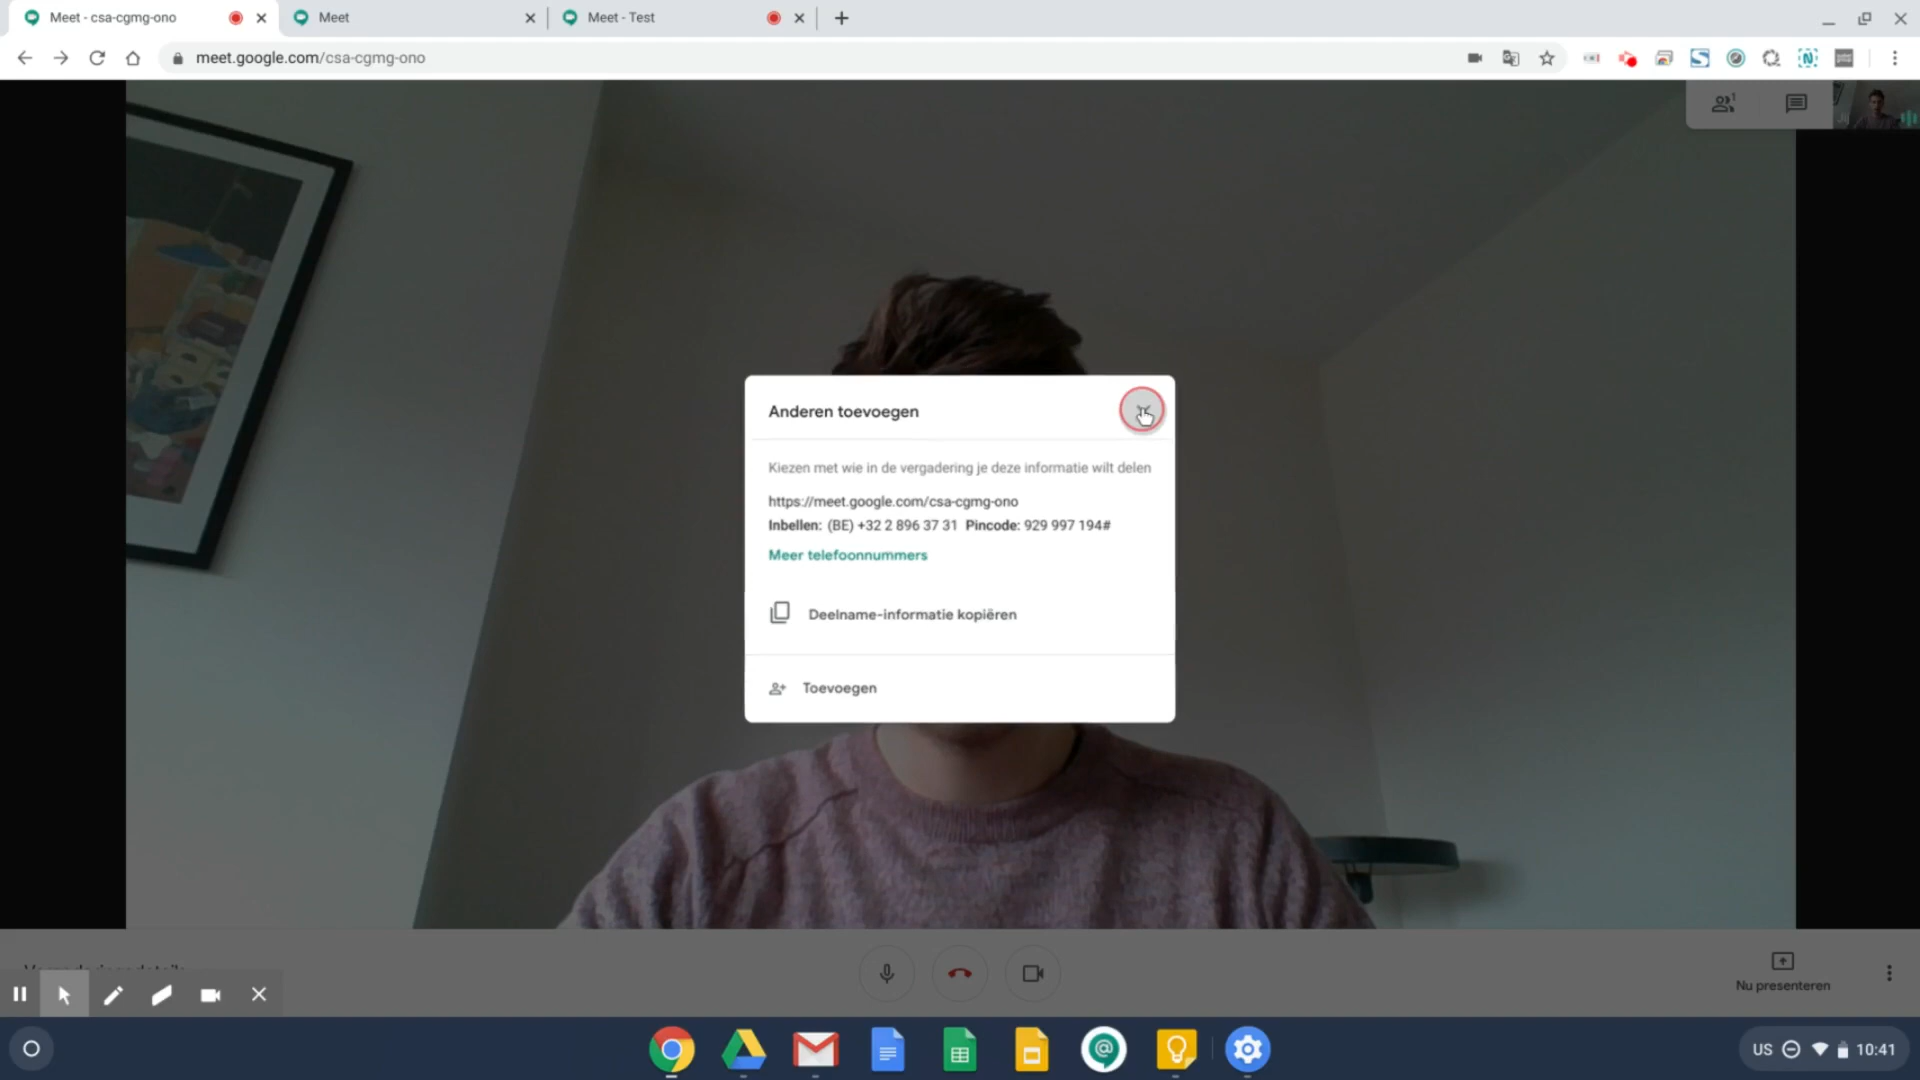 Meet - csa-cgmg-ono
Meet
Meet - Test
meet.google.com/csa-cgmg-ono
1
Anderen toevoegen
Kiezen met wie in de vergadering je deze informatie wilt delen
https://meet.google.com/csa-cgmg-ono
Inbellen: (BE) +32 2 896 37 31 Pincode: 929 997 194#
Meer telefoonnummers
Deelname-informatie kopiëren
Toevoegen
Nu presenteren
US 10:41